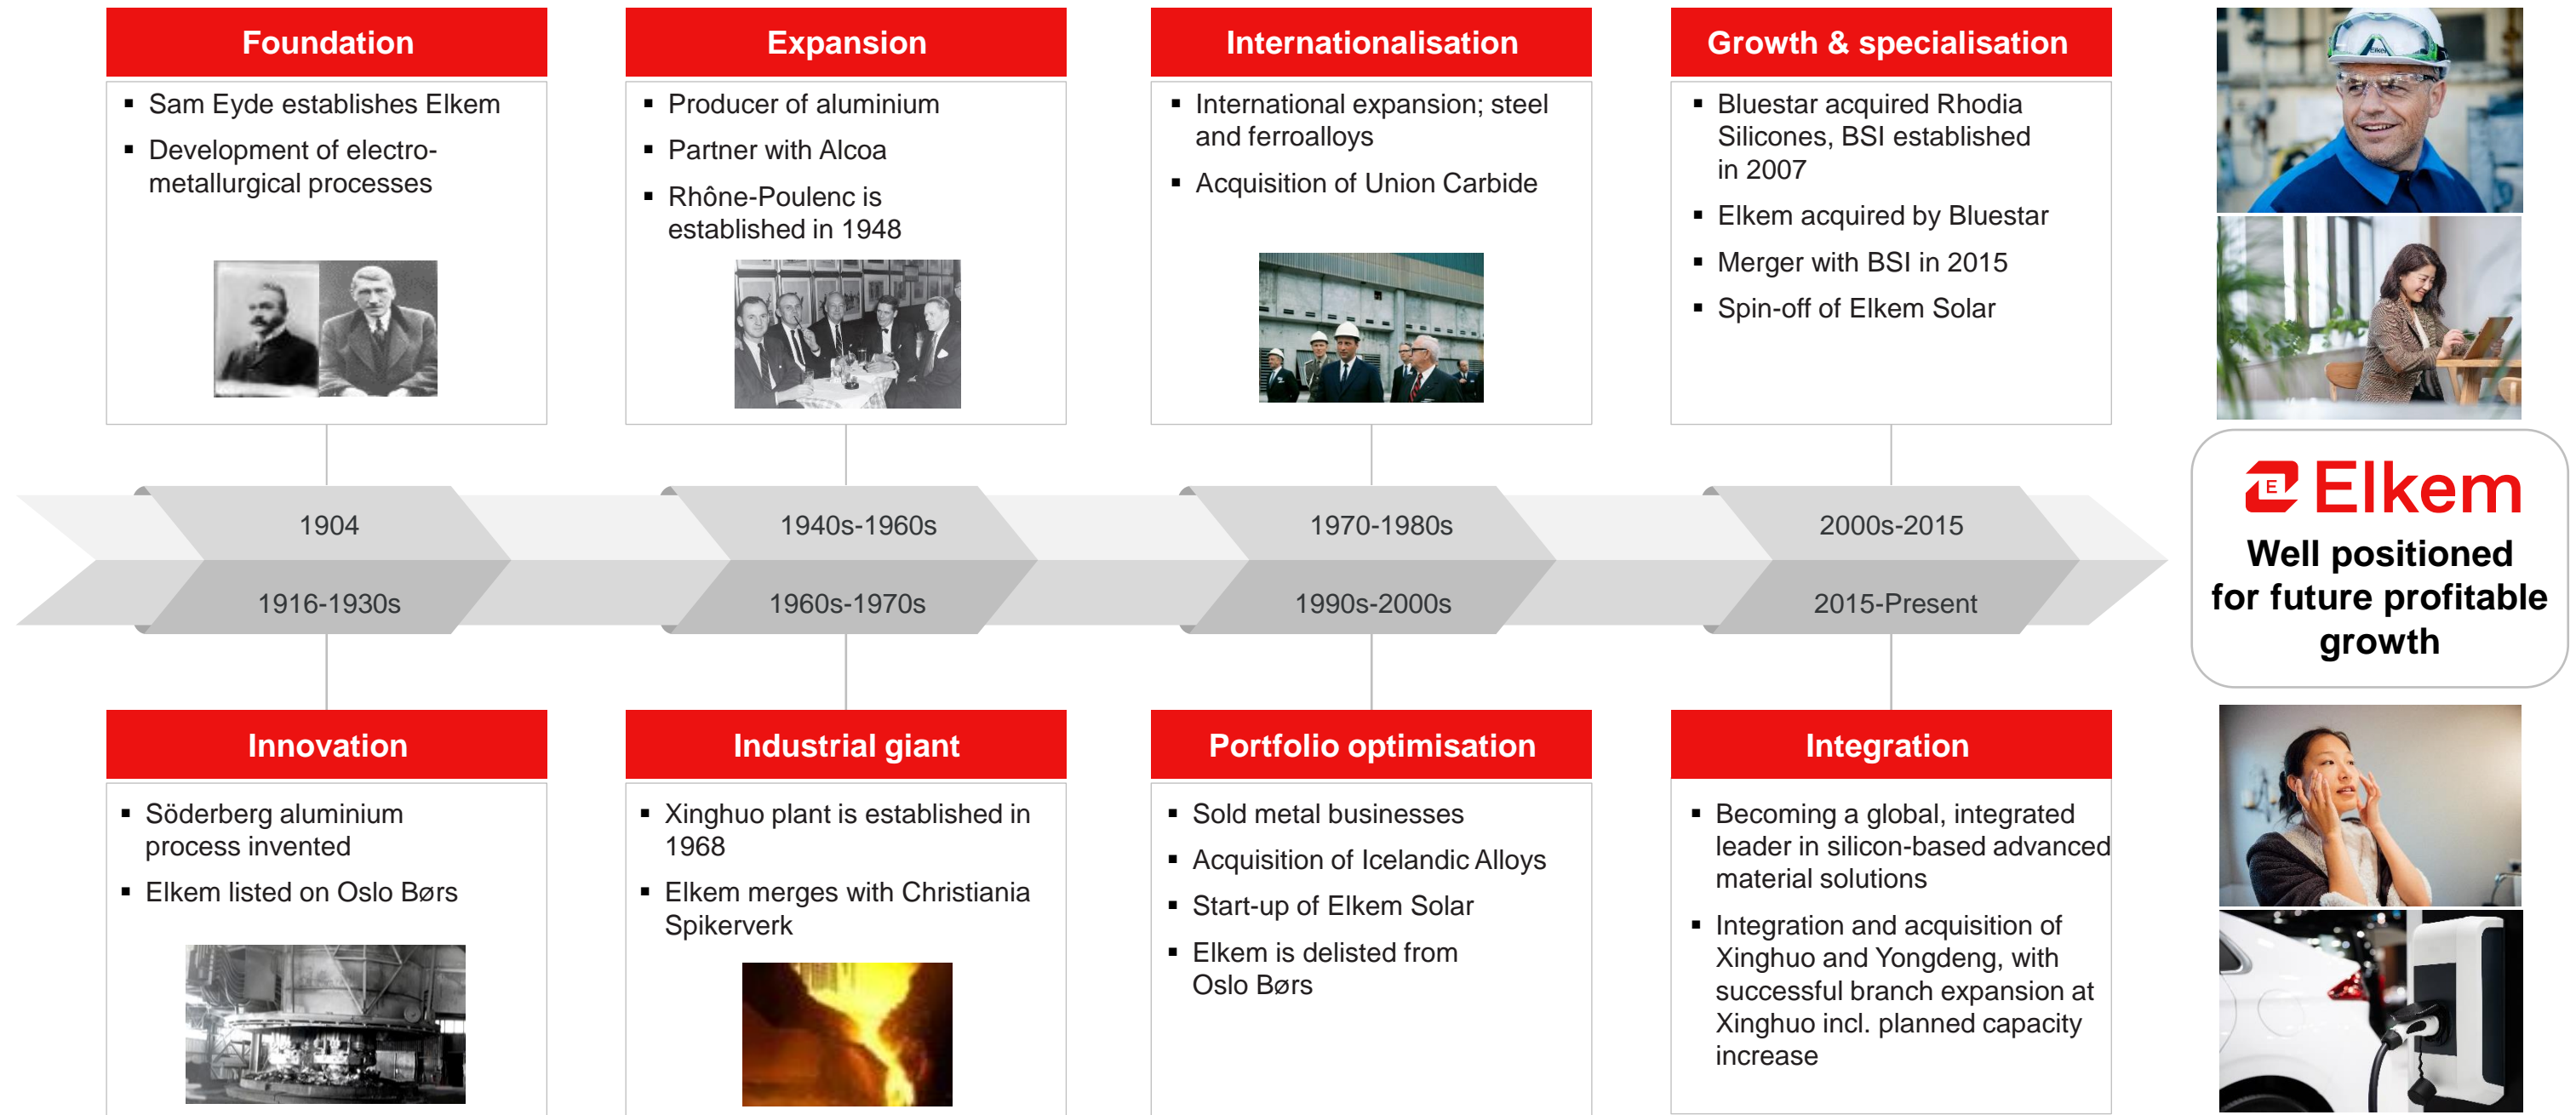 Foundation
▪ Sam Eyde establishes Elkem
▪ Development of electro-
metallurgical processes
Expansion
▪ Producer of aluminium
▪ Partner with Alcoa
▪ Rhône-Poulenc is
established in 1948
Internationalisation
▪ International expansion; steel
and ferroalloys
▪ Acquisition of Union Carbide
Growth & specialisation
▪ Bluestar acquired Rhodia
Silicones, BSI established
in 2007
▪ Elkem acquired by Bluestar
▪ Merger with BSI in 2015
▪ Spin-off of Elkem Solar
1904
1940s-1960s
1970-1980s
2000s-2015
1916-1930s
1960s-1970s
1990s-2000s
2015-Present
E Elkem
Well positioned
for future profitable
growth
Innovation
▪ Söderberg aluminium
process invented
▪ Elkem listed on Oslo Børs
Industrial giant
▪ Xinghuo plant is established in
1968
▪ Elkem merges with Christiania
Spikerverk
Portfolio optimisation
▪ Sold metal businesses
▪ Acquisition of Icelandic Alloys
▪ Start-up of Elkem Solar
▪ Elkem is delisted from
Oslo Børs
Integration
▪ Becoming a global, integrated
leader in silicon-based advanced
material solutions
▪ Integration and acquisition of
Xinghuo and Yongdeng, with
successful branch expansion at
Xinghuo incl. planned capacity
increase